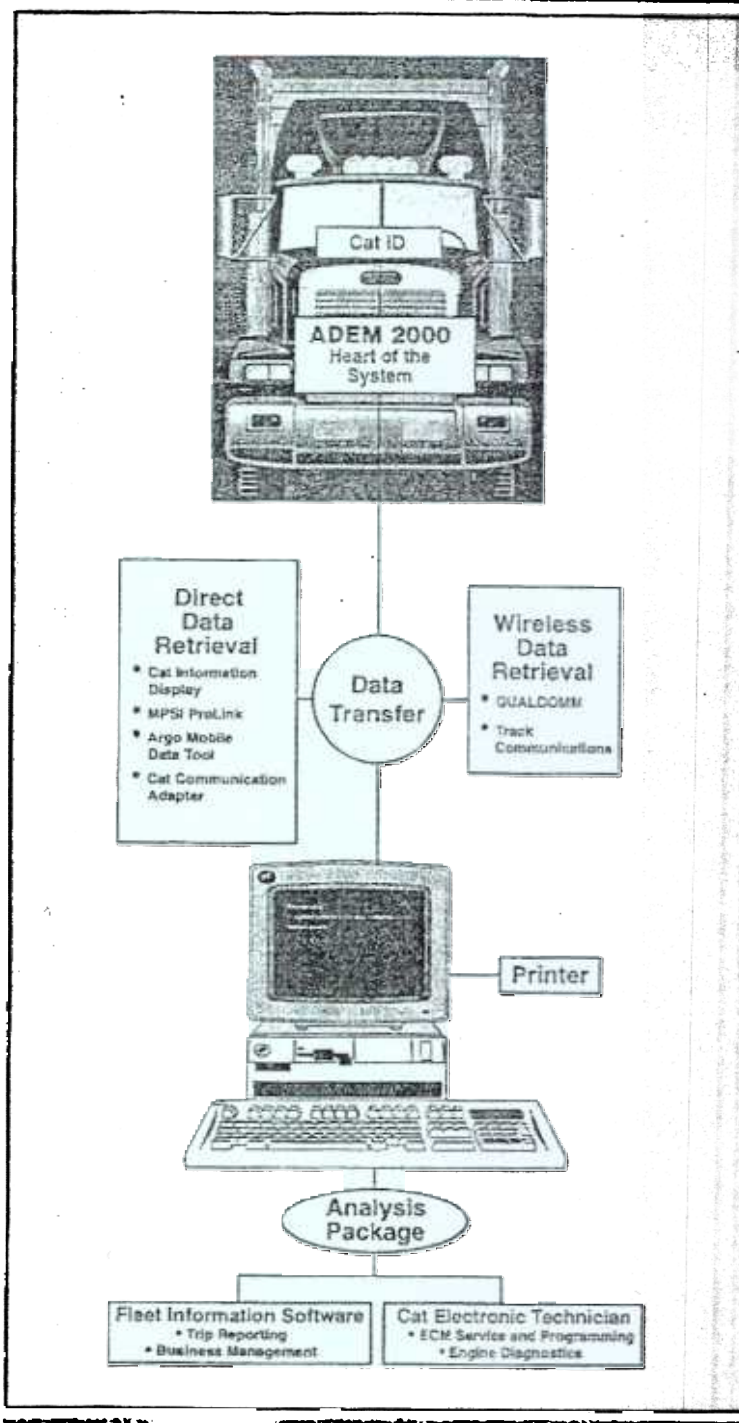 Cat ID
ADEM 2000
Heart of the
System
Direct
Data
Retrieval
* Cat Information
Display
* MPSI ProLink
* Argo Mobile
Data Tool
* Cat Communication
Adapter
Data
Transfer
Wireless
Data
Retrieval
* QUALCOMM
* Track
Communications
Printer
Analysis
Package
Fleet Information Software
• Trip Reporting
• Business Management
Cat Electronic Technician
• ECM Service and Programming
• Engine Diagnostics